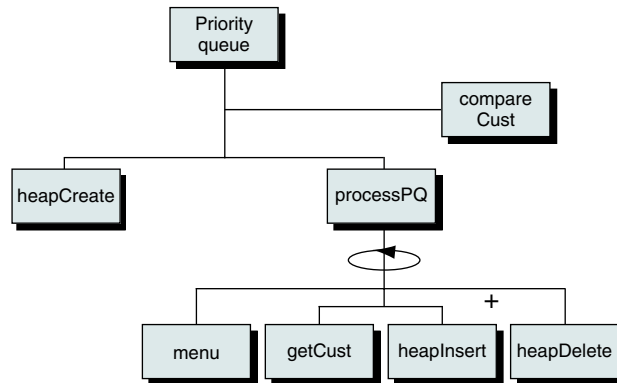 Priority
queue
compare
Cust
heapCreate
processPQ
+
menu
getCust
heapInsert
heapDelete